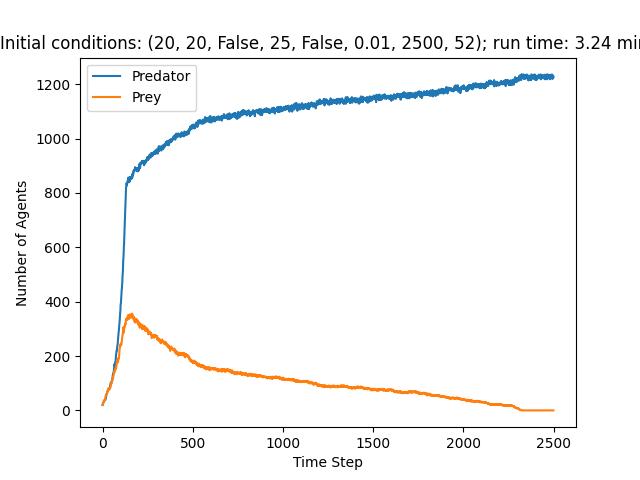 Initial conditions: (20, 20, False, 25, False, 0.01, 2500, 52); run time: 3.24
Predator
Prey
1200
1000
800
600
400
200
0
Number of Agents
0 500 1000 1500 2000 2500
Time Step